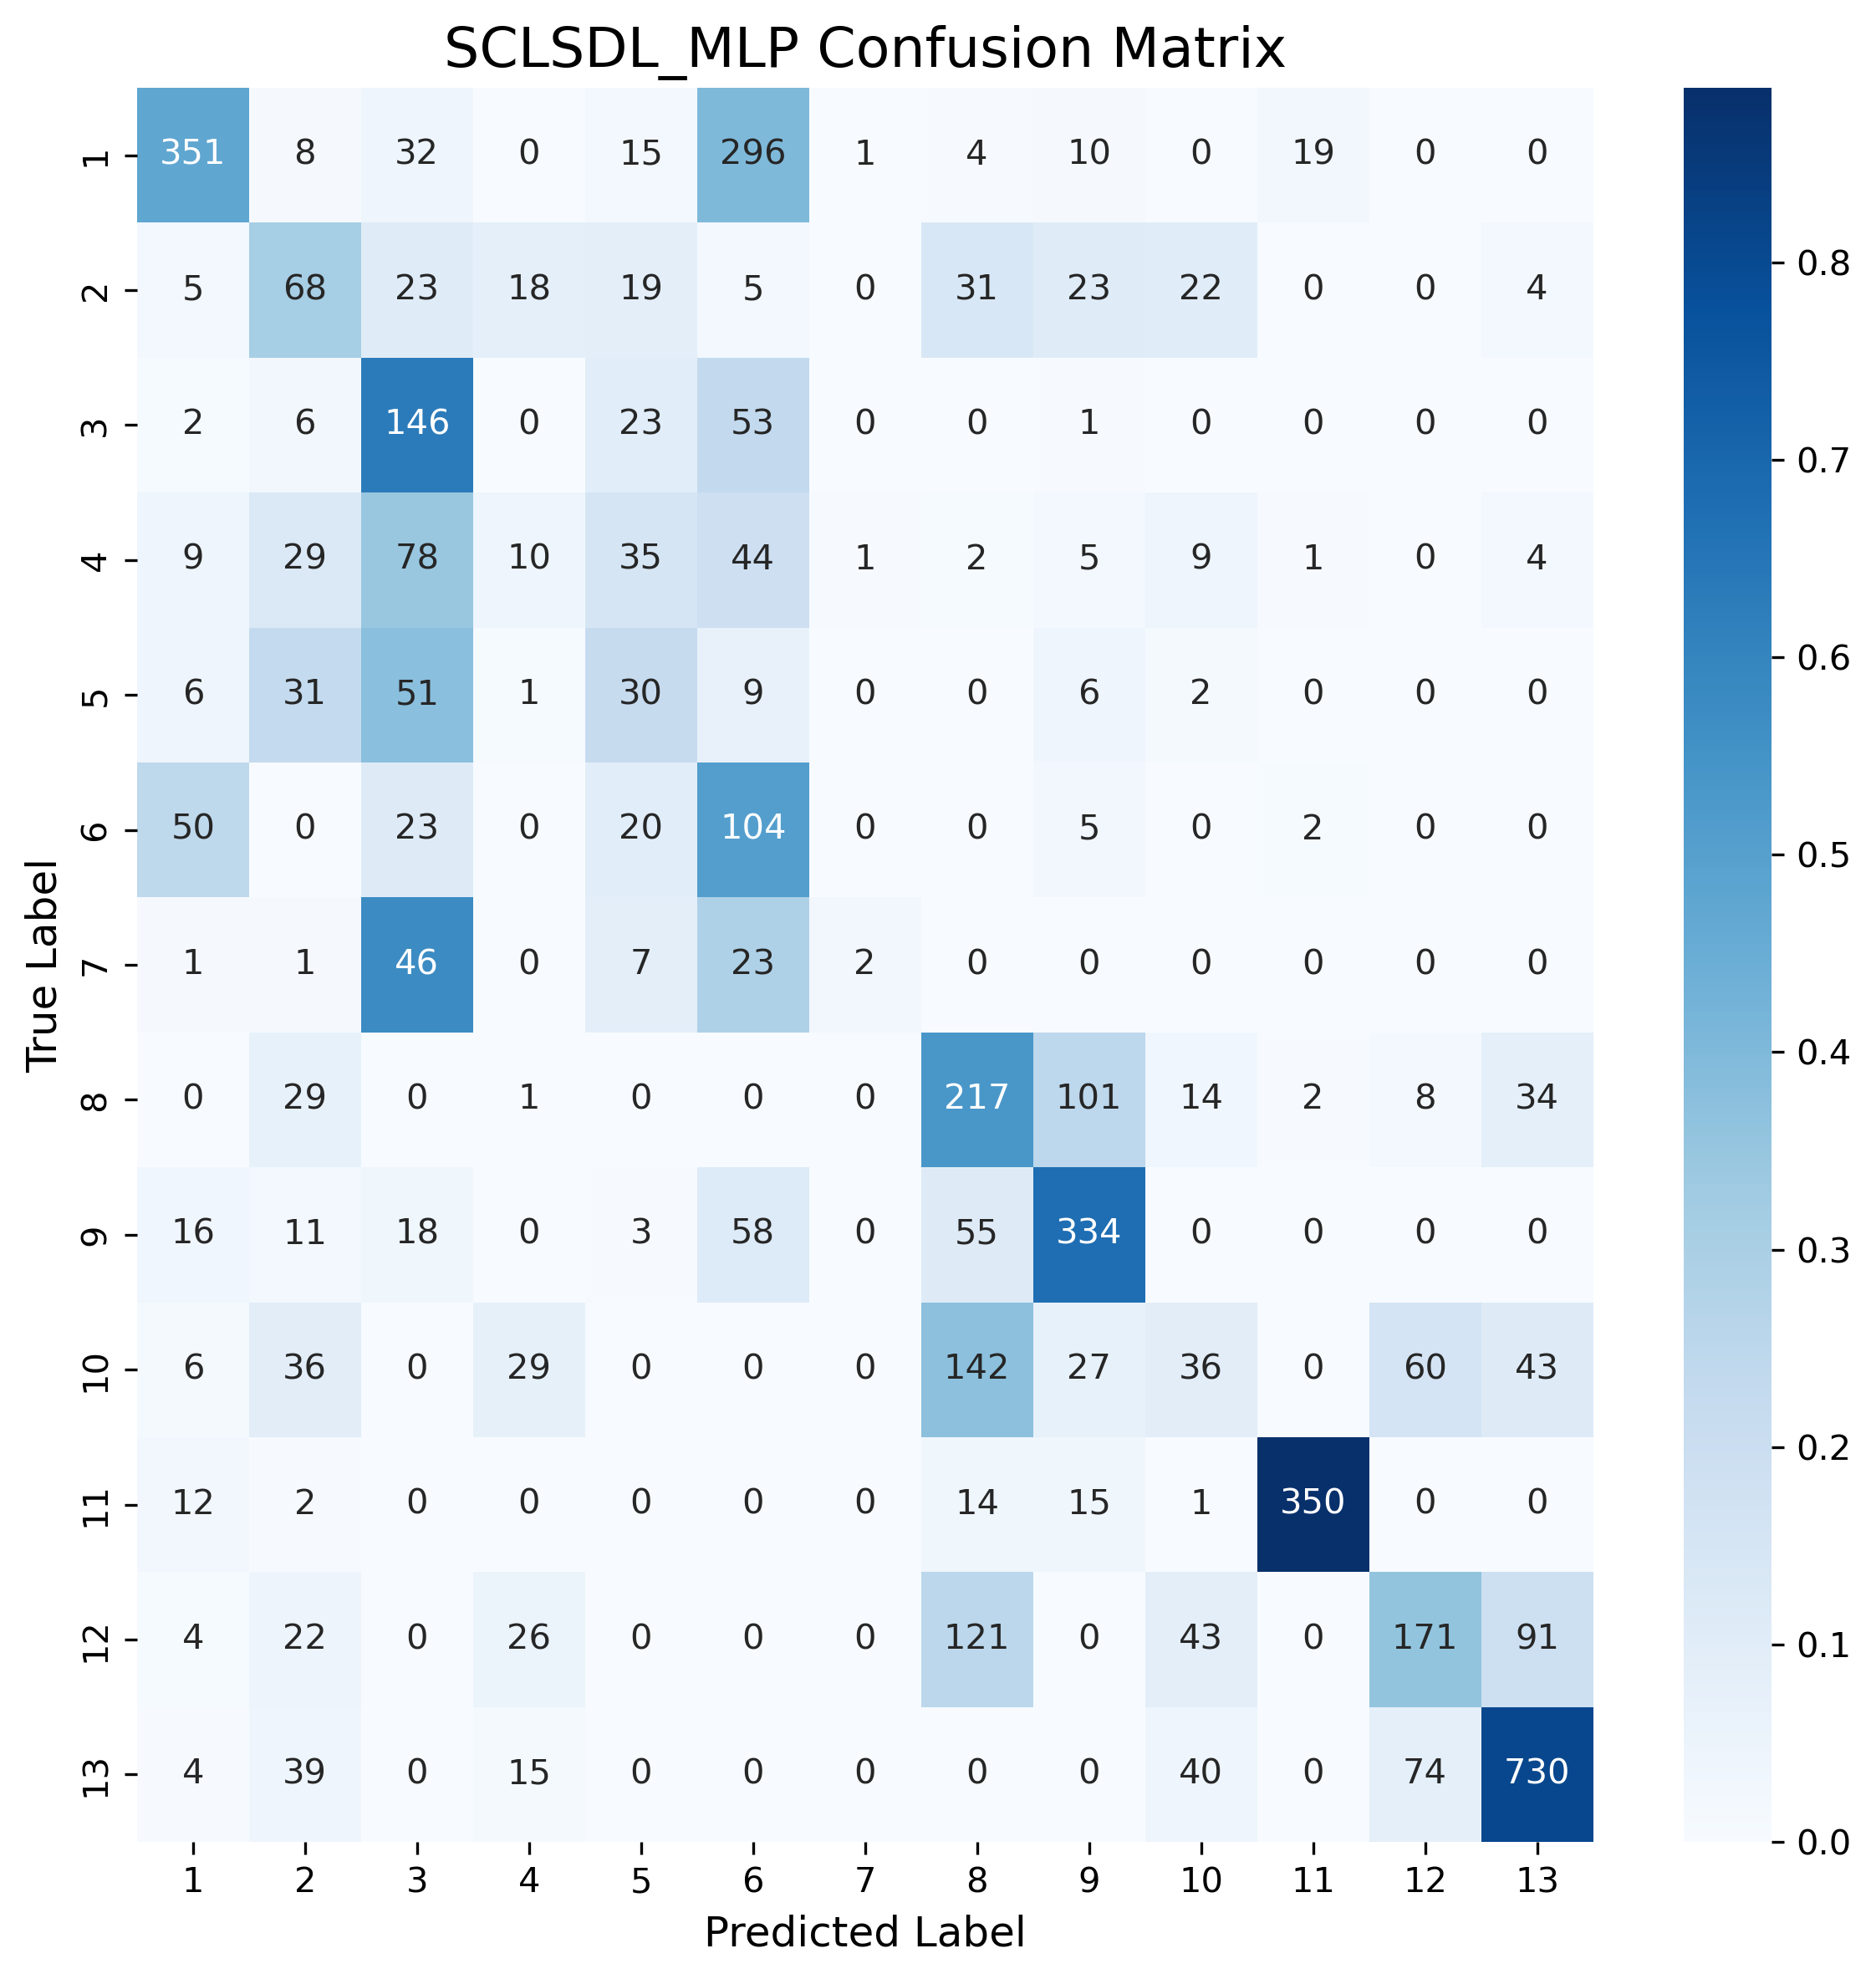 SCLSDL_MLP Confusion Matrix
1 351 8 32 0 15 296 1 4 10 0 19 0 0
2 5 68 23 18 19 5 0 31 23 22 0 0 4
3 2 6 146 0 23 53 0 0 1 0 0 0 0
4 9 29 78 10 35 44 1 2 5 9 1 0 4
5 6 31 51 1 30 9 0 0 6 2 0 0 0
6 50 0 23 0 20 104 0 0 5 0 2 0 0
7 1 1 46 0 7 23 2 0 0 0 0 0 0
8 0 29 0 1 0 0 0 217 101 14 2 8 34
9 16 11 18 0 3 58 0 55 334 0 0 0 0
10 6 36 0 29 0 0 0 142 27 36 0 60 43
11 12 2 0 0 0 0 0 14 15 1 350 0 0
12 4 22 0 26 0 0 0 121 0 43 0 171 91
13 4 39 0 15 0 0 0 0 0 40 0 74 730
1 2 3 4 5 6 7 8 9 10 11 12 13
True Label
Predicted Label
0.8
0.7
0.6
0.5
0.4
0.3
0.2
0.1
0.0